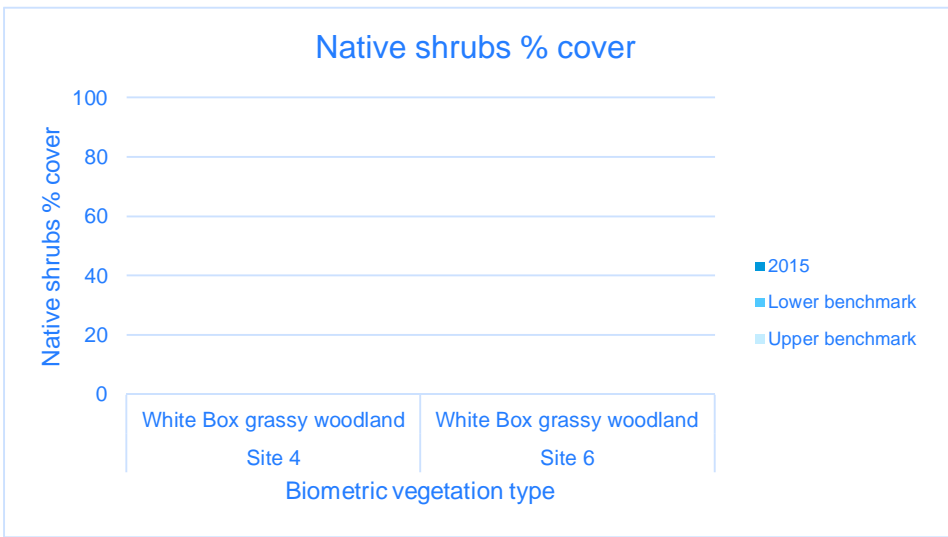 Native shrubs % cover
Native shrubs % cover
100
80
60
40
20
0
2015
Lower benchmark
Upper benchmark
White Box grassy woodland White Box grassy woodland
Site 4 Site 6
Biometric vegetation type